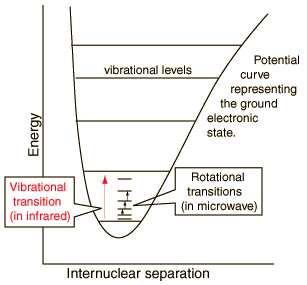 Potential
curve
representing
the ground
electronic
state.
vibrational levels
Energy
Vibrational
transition
(in infrared)
Rotational
transitions
(in microwave)
Internuclear separation